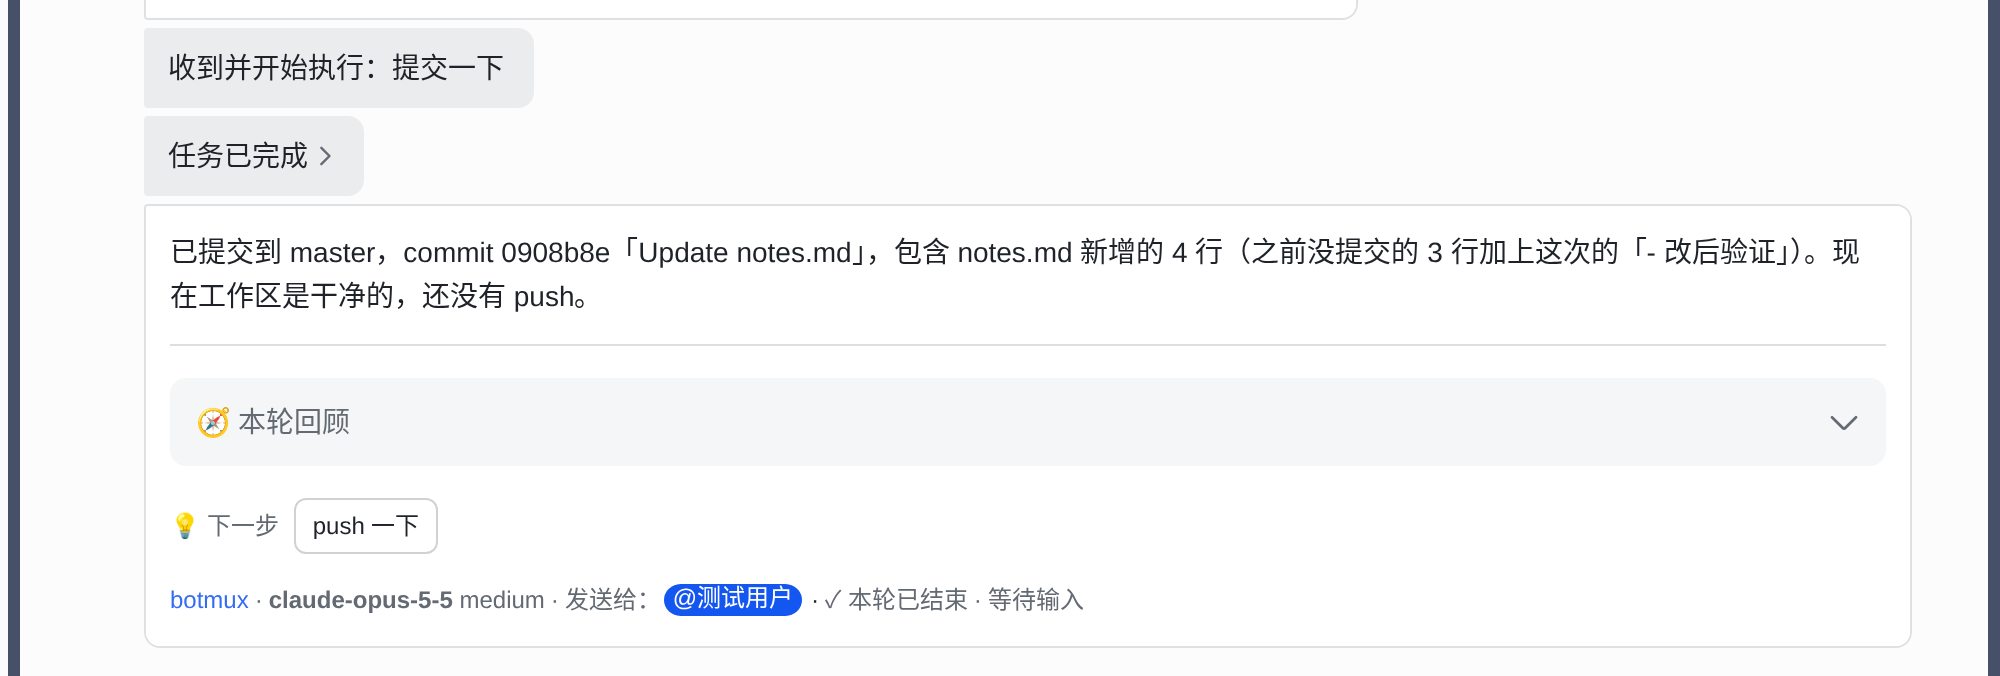 收到并开始执行：提交一下
任务已完成 >
已提交到 master，commit 0908b8e「Update notes.md」，包含 notes.md 新增的 4 行（之前没提交的 3 行加上这次的「- 改后验证」）。现
在工作区是干净的，还没有 push。
🧭 本轮回顾
💡 下一步 push 一下
botmux · claude-opus-5-5 medium · 发送给：@测试用户 · ✓ 本轮已结束 · 等待输入